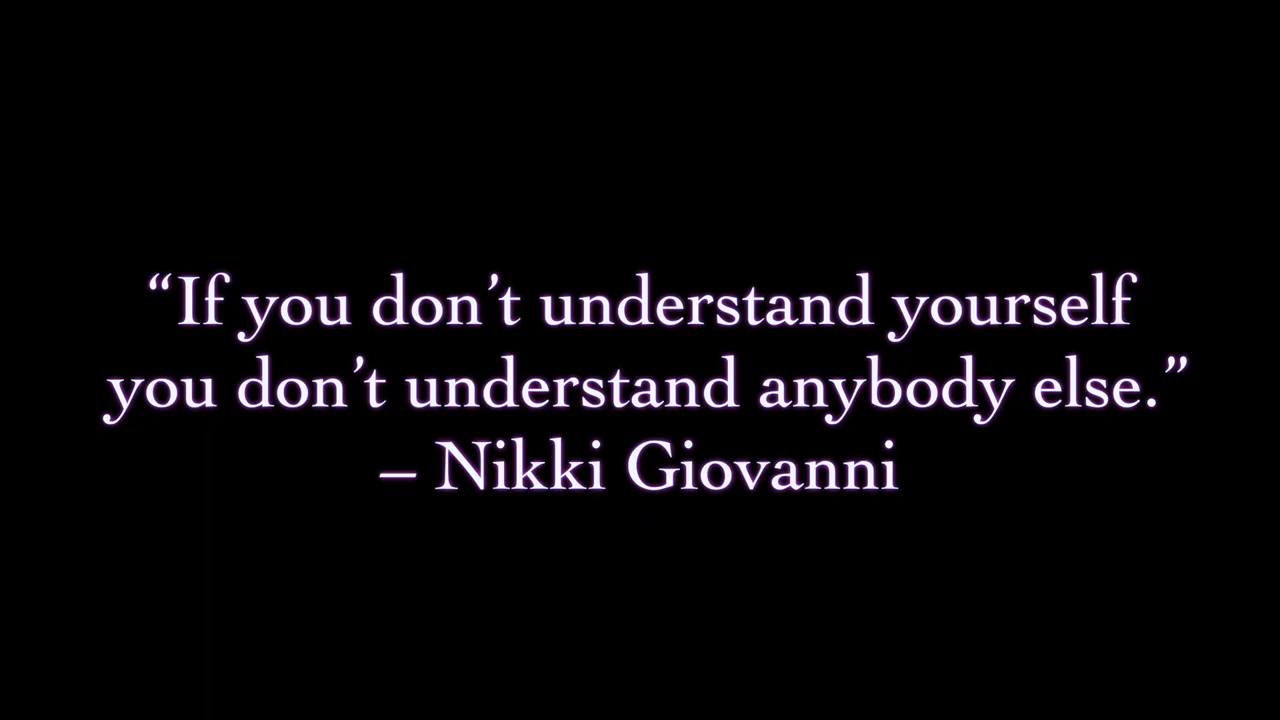 “If you don’t understand yourself
you don’t understand anybody else.”
– Nikki Giovanni